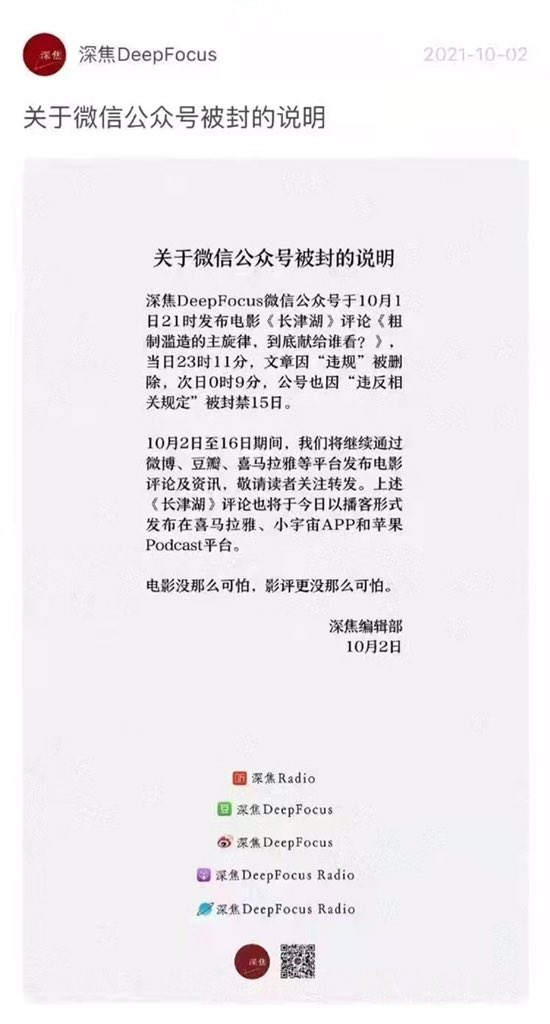 深焦
深焦DeepFocus
2021-10-02
关于微信公众号被封的说明
关于微信公众号被封的说明
深焦DeepFocus微信公众号于10月1
日21时发布电影《长津湖》评论《粗
制滥造的主旋律，到底献给谁看？》，
当日23时11分，文章因“违规”被删
除，次日0时9分，公号也因“违反相
关规定”被封禁15日。
10月2日至16日期间，我们将继续通过
微博、豆瓣、喜马拉雅等平台发布电影
评论及资讯，敬请读者关注转发。上述
《长津湖》评论也将于今日以播客形式
发布在喜马拉雅、小宇宙APP和苹果
Podcast平台。
电影没那么可怕，影评更没那么可怕。
深焦编辑部
10月2日
听 深焦Radio
豆 深焦DeepFocus
深焦DeepFocus
深焦DeepFocus Radio
深焦DeepFocus Radio
深焦